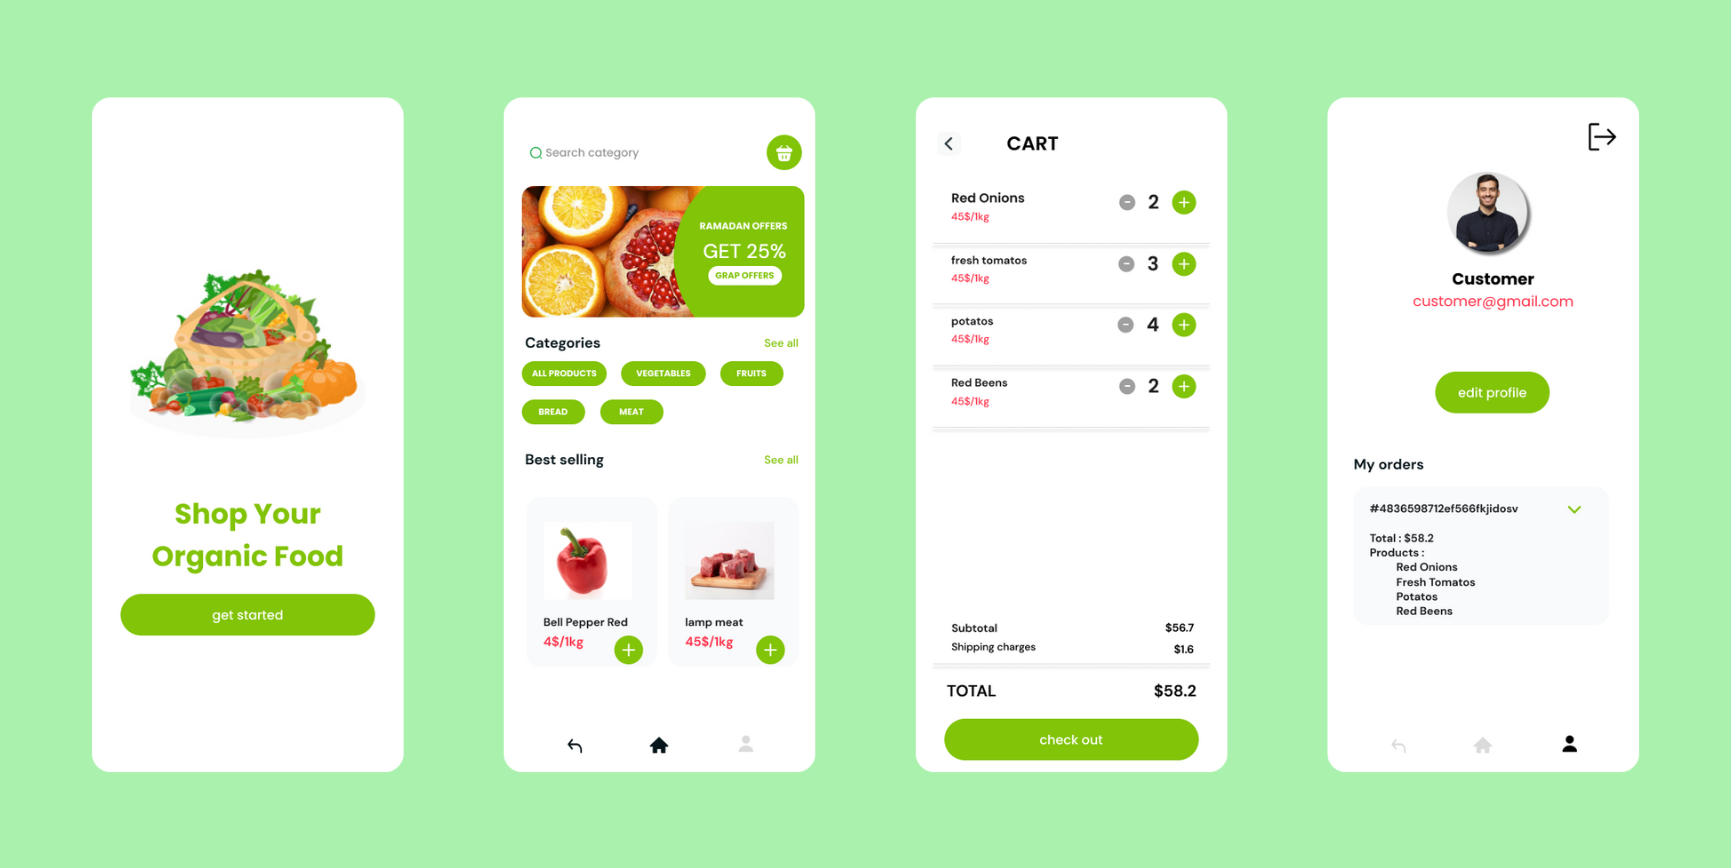 Shop Your
Organic Food
get started
Search category
RAMADAN OFFERS
GET 25%
GRAP OFFERS
Categories
See all
ALL PRODUCTS
VEGETABLES
FRUITS
BREAD
MEAT
Best selling
See all
Bell Pepper Red
4$/1kg
+
lamp meat
45$/1kg
+
CART
Red Onions
45$/1kg
- 2 +
fresh tomatos
45$/1kg
- 3 +
potatos
45$/1kg
- 4 +
Red Beens
45$/1kg
- 2 +
Subtotal $56.7
Shipping charges $1.6
TOTAL $58.2
check out
Customer
customer@gmail.com
edit profile
My orders
#4836598712ef566fkjidosv
Total : $58.2
Products :
Red Onions
Fresh Tomatos
Potatos
Red Beens